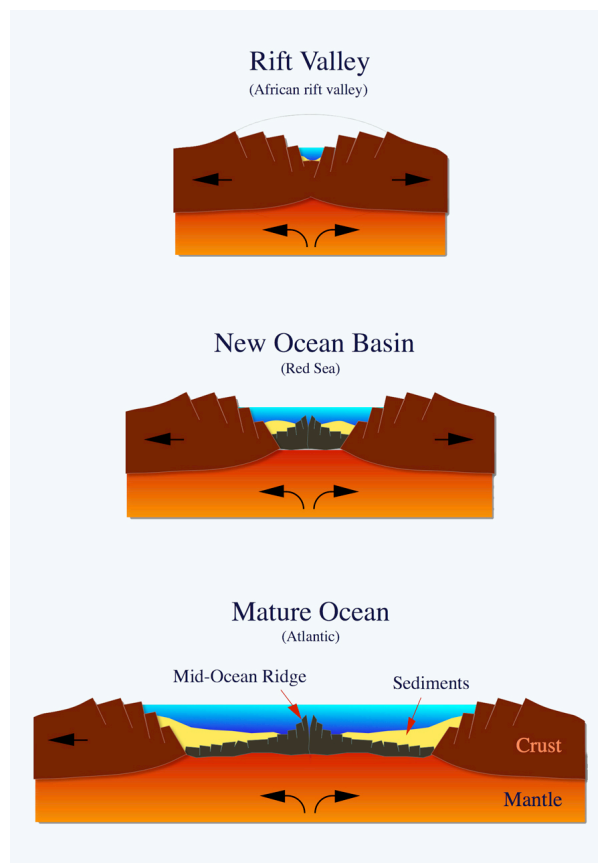 Rift Valley
(African rift valley)
New Ocean Basin
(Red Sea)
Mature Ocean
(Atlantic)
Mid-Ocean Ridge
Sediments
Crust
Mantle